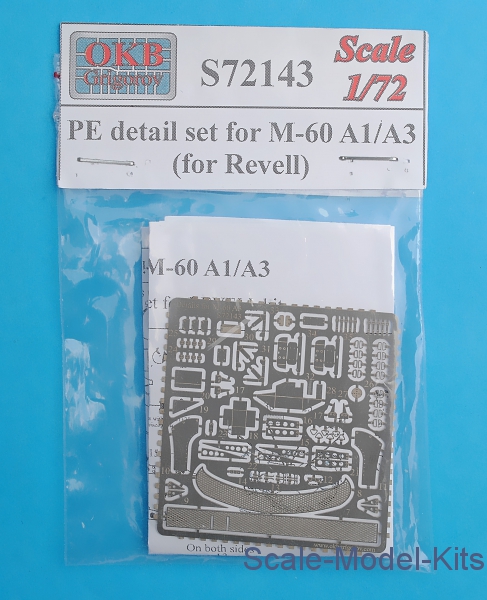 OKB
Grigorov
S72143
Scale
1/72
PE detail set for M-60 A1/A3
(for Revell)
M-60 A1/A3
On both sides
Scale-Model-Kits